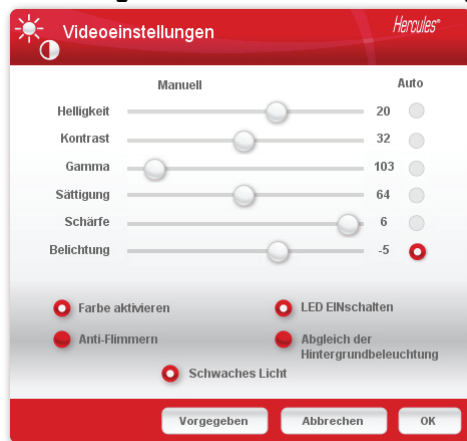 Videoeinstellungen
Hercules®
Manuell Auto
Helligkeit 20
Kontrast 32
Gamma 103
Sättigung 64
Schärfe 6
Belichtung -5
Farbe aktivieren LED EINschalten
Anti-Flimmern Abgleich der
Hintergrundbeleuchtung
Schwaches Licht
Vorgegeben Abbrechen OK